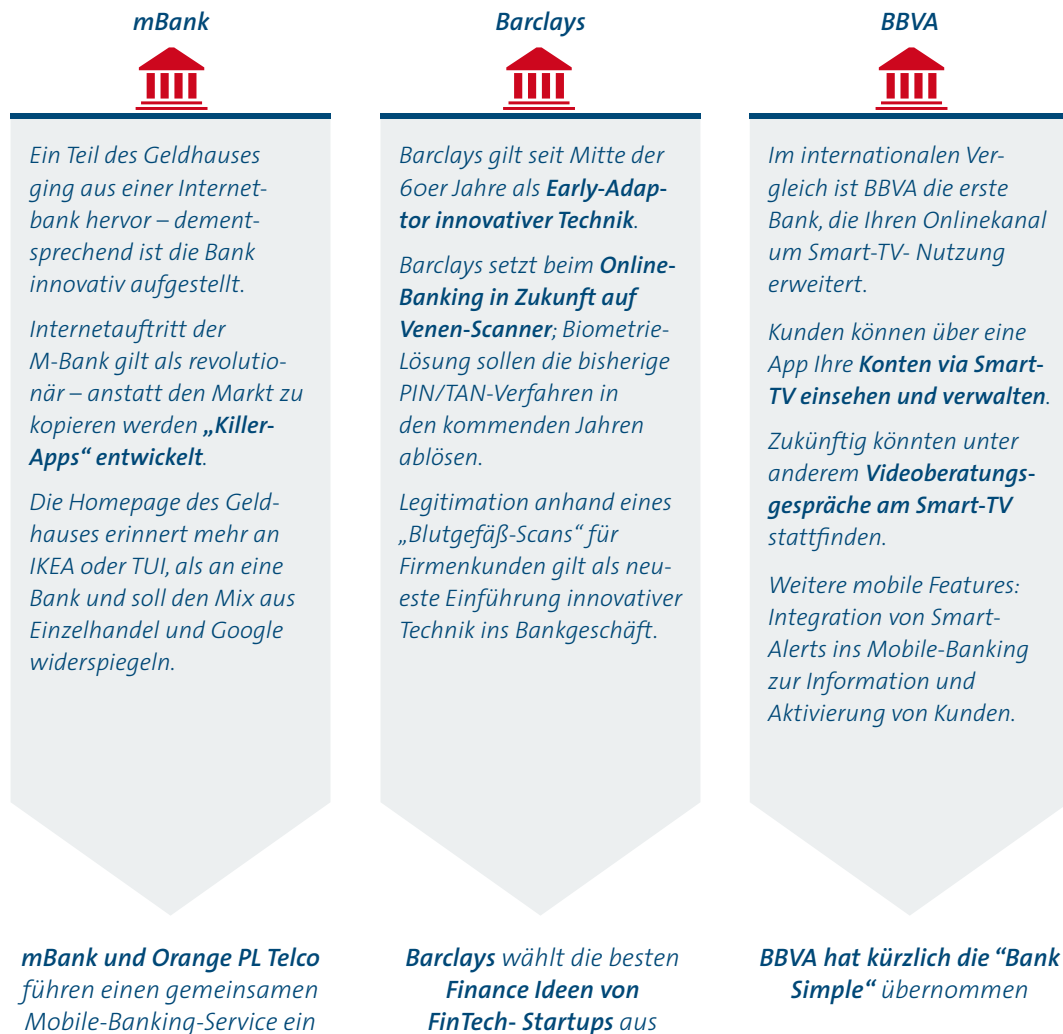 mBank
Ein Teil des Geldhauses
ging aus einer Internet-
bank hervor – dement-
sprechend ist die Bank
innovativ aufgestellt.
Internetauftritt der
M-Bank gilt als revolutio-
när – anstatt den Markt zu
kopieren werden „Killer-
Apps“ entwickelt.
Die Homepage des Geld-
hauses erinnert mehr an
IKEA oder TUI, als an eine
Bank und soll den Mix aus
Einzelhandel und Google
widerspiegeln.
mBank und Orange PL Telco
führen einen gemeinsamen
Mobile-Banking-Service ein
Barclays
Barclays gilt seit Mitte der
60er Jahre als Early-Adap-
tor innovativer Technik.
Barclays setzt beim Online-
Banking in Zukunft auf
Venen-Scanner; Biometrie-
Lösung sollen die bisherige
PIN/TAN-Verfahren in
den kommenden Jahren
ablösen.
Legitimation anhand eines
„Blutgefäß-Scans“ für
Firmenkunden gilt als neu-
este Einführung innovativer
Technik ins Bankgeschäft.
Barclays wählt die besten
Finance Ideen von
FinTech- Startups aus
BBVA
Im internationalen Ver-
gleich ist BBVA die erste
Bank, die Ihren Onlinekanal
um Smart-TV- Nutzung
erweitert.
Kunden können über eine
App Ihre Konten via Smart-
TV einsehen und verwalten.
Zukünftig könnten unter
anderem Videoberatungs-
gespräche am Smart-TV
stattfinden.
Weitere mobile Features:
Integration von Smart-
Alerts ins Mobile-Banking
zur Information und
Aktivierung von Kunden.
BBVA hat kürzlich die “Bank
Simple“ übernommen